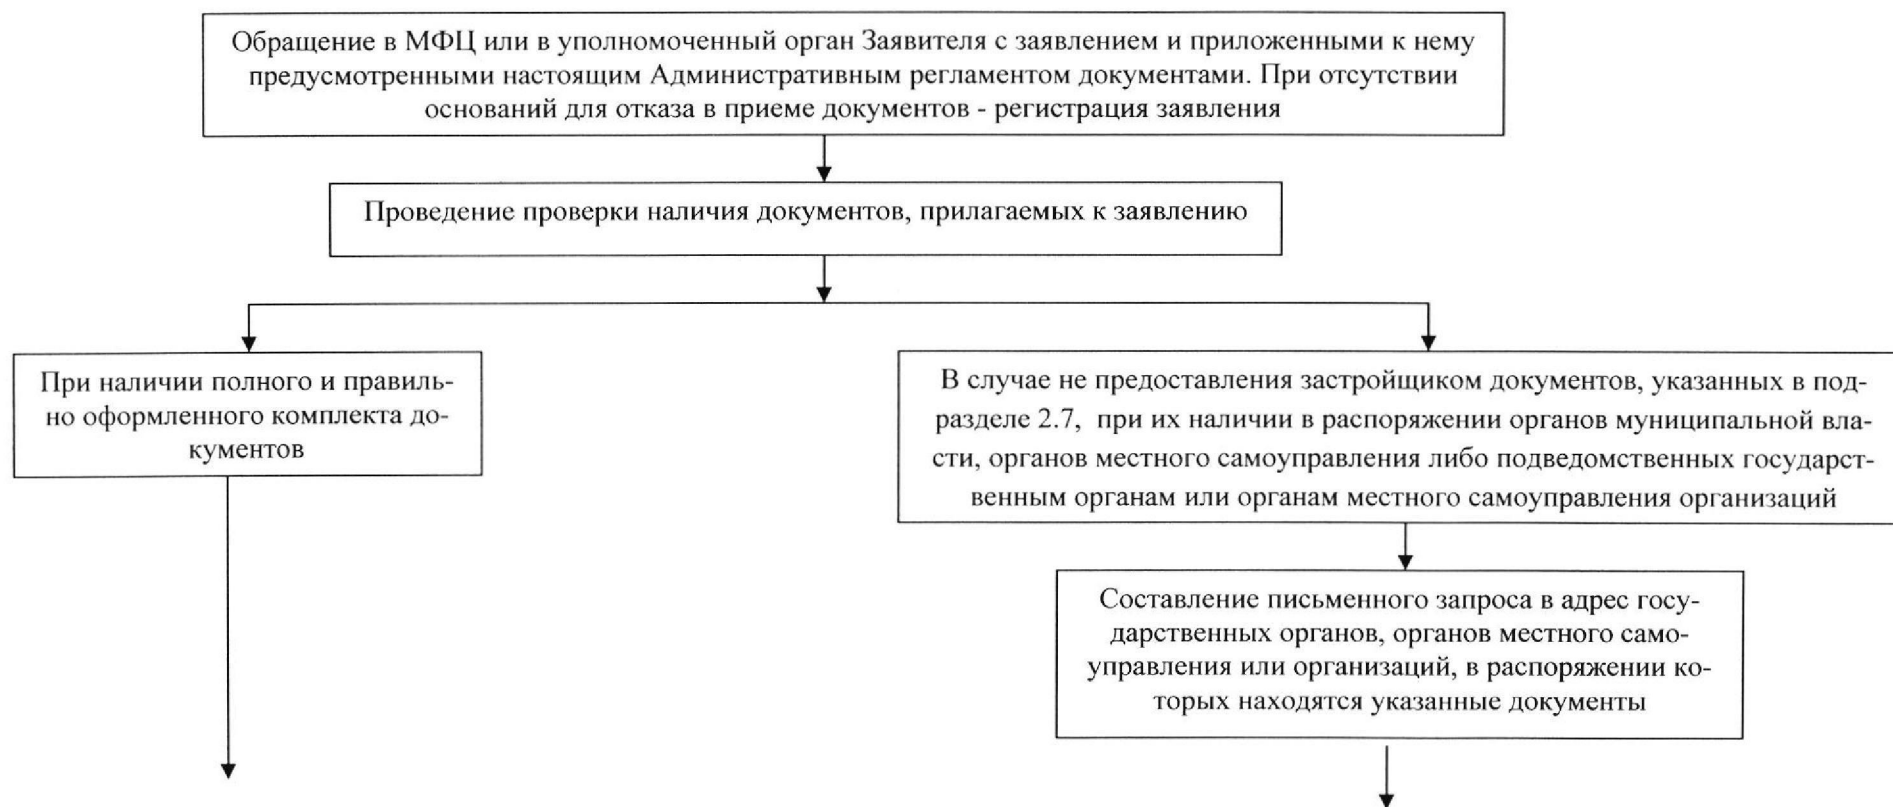 Обращение в МФЦ или в уполномоченный орган Заявителя с заявлением и приложенными к нему
предусмотренными настоящим Административным регламентом документами. При отсутствии
оснований для отказа в приеме документов - регистрация заявления
Проведение проверки наличия документов, прилагаемых к заявлению
При наличии полного и правиль-
но оформленного комплекта до-
кументов
В случае не предоставления застройщиком документов, указанных в под-
разделе 2.7, при их наличии в распоряжении органов муниципальной вла-
сти, органов местного самоуправления либо подведомственных государст-
венным органам или органам местного самоуправления организаций
Составление письменного запроса в адрес госу-
дарственных органов, органов местного само-
управления или организаций, в распоряжении ко-
торых находятся указанные документы